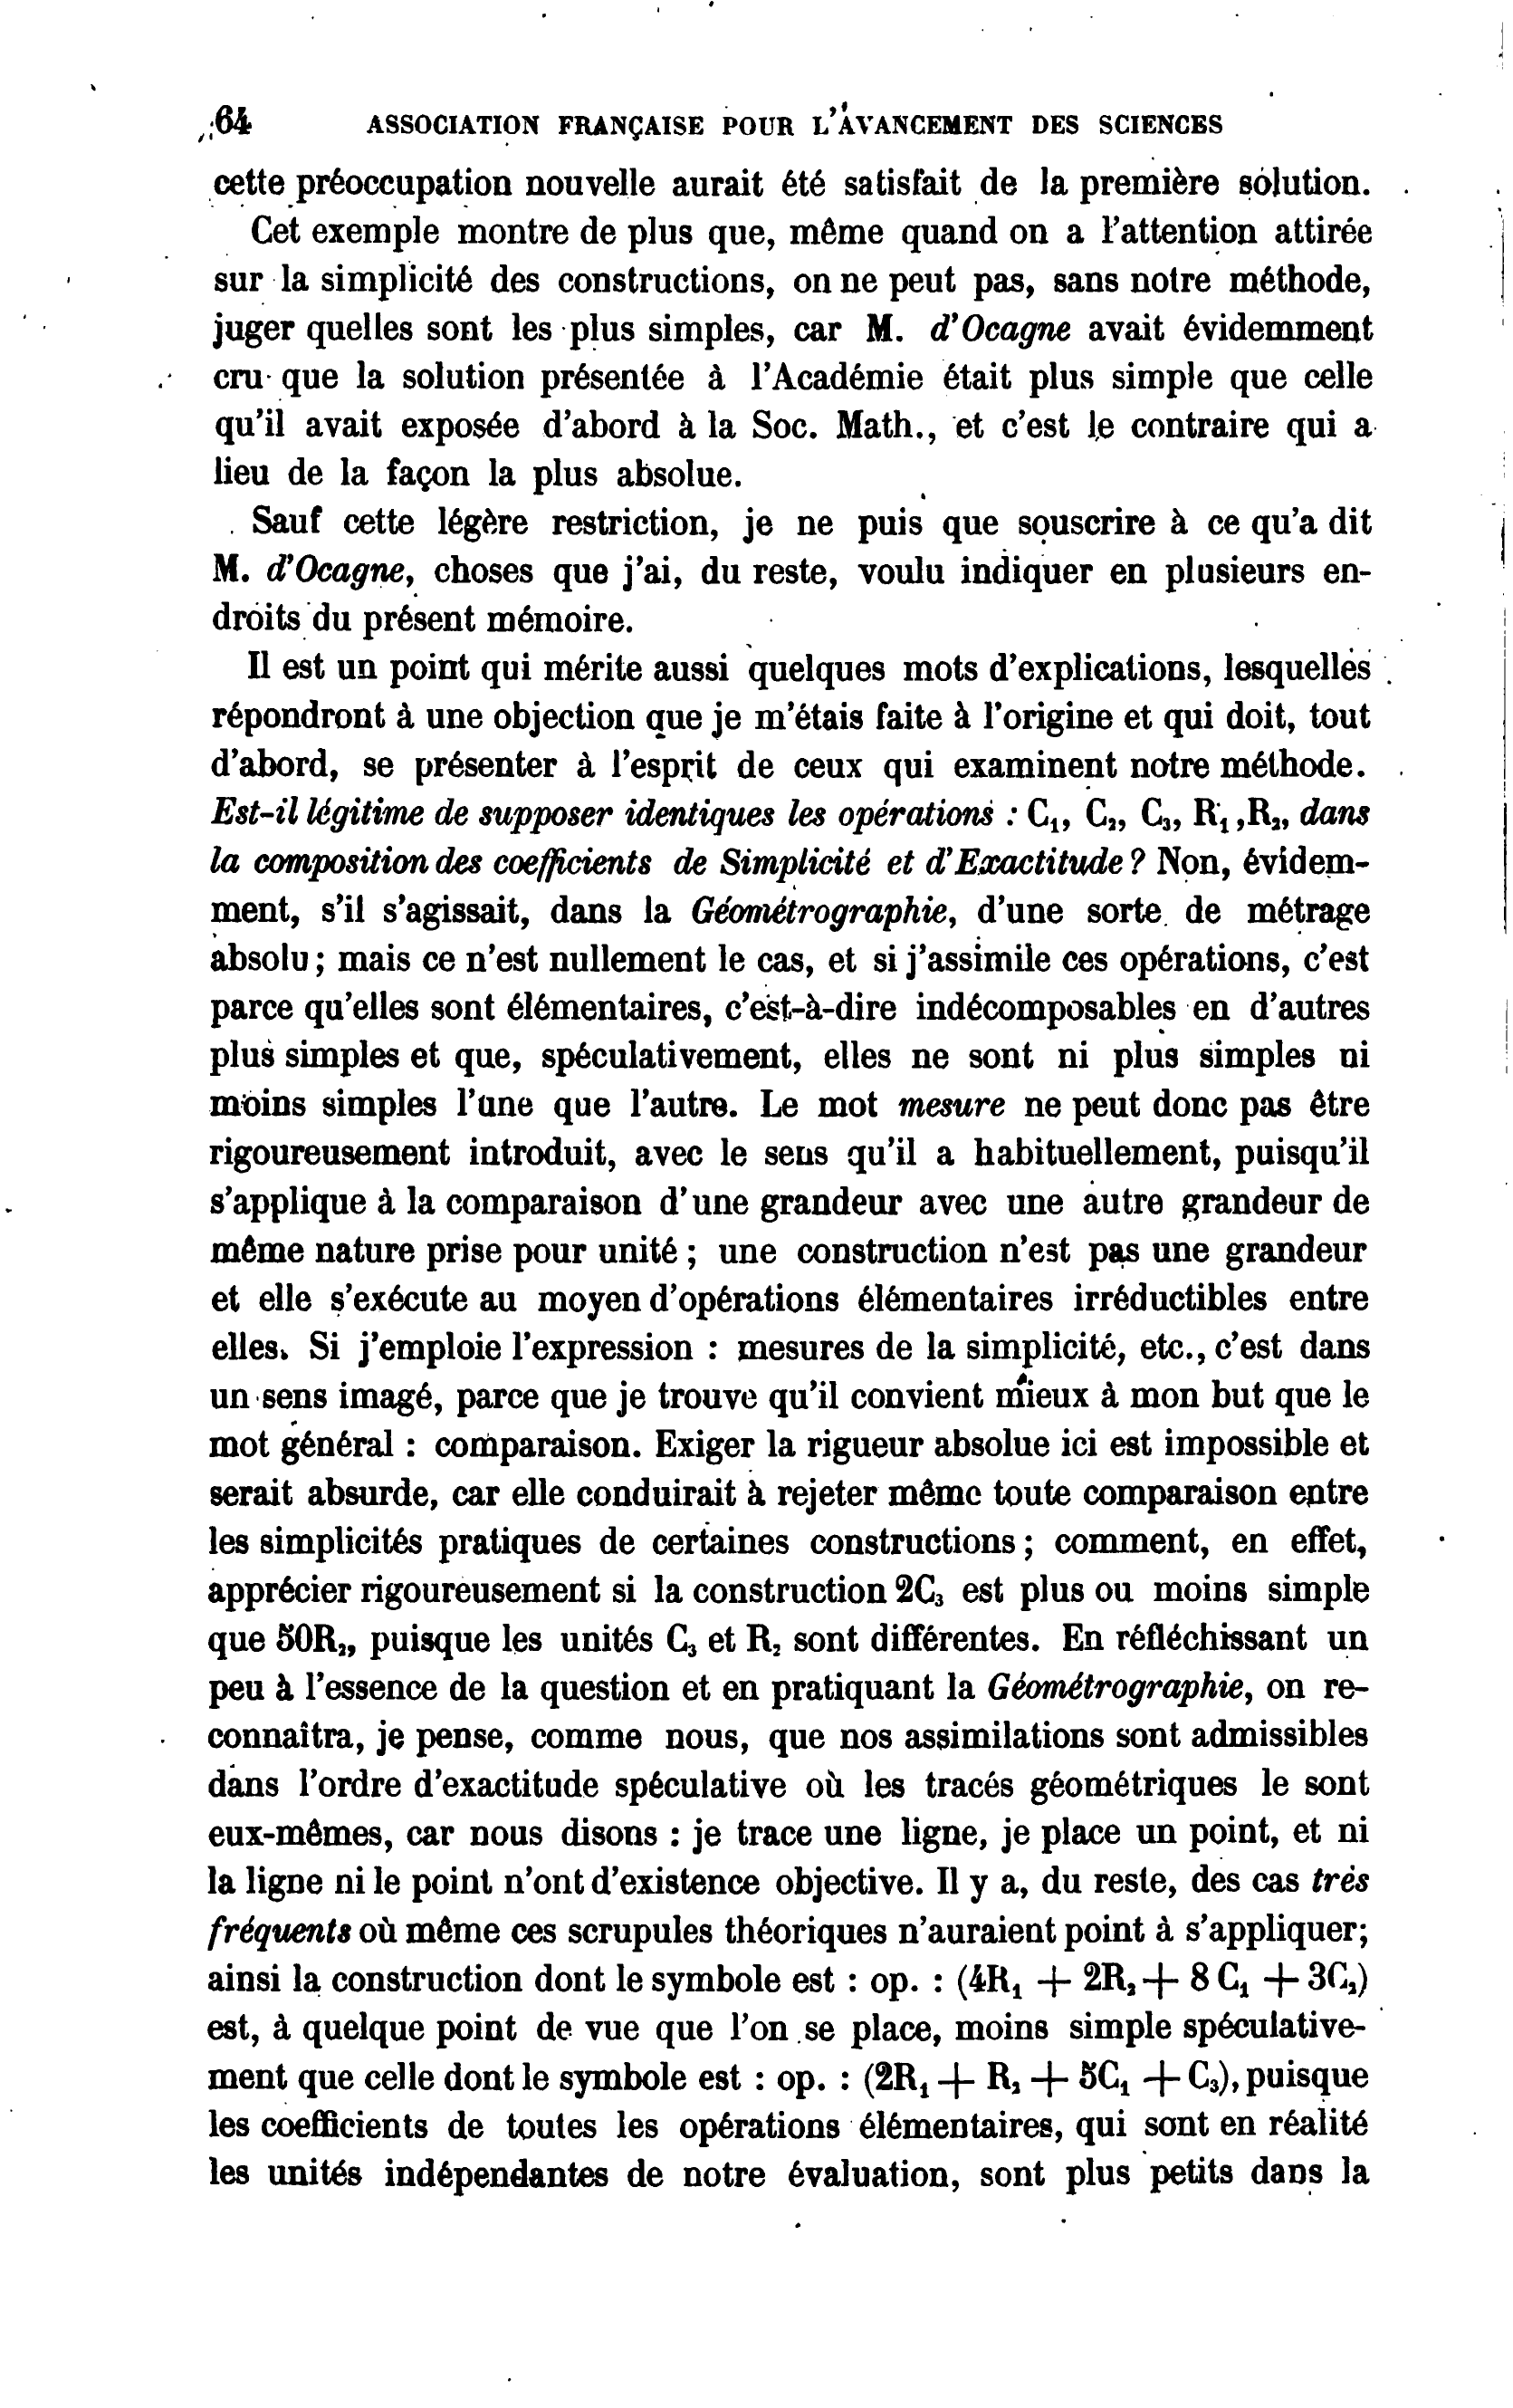 64 ASSOCIATION FRANÇAISE POUR L'AVANCEMENT DES SCIENCES
cette préoccupation nouvelle aurait été satisfait de la première solution.
Cet exemple montre de plus que, même quand on a l'attention attirée
sur la simplicité des constructions, on ne peut pas, sans notre méthode,
juger quelles sont les plus simples, car M. d'Ocagne avait évidemment
cru que la solution présentée à l'Académie était plus simple que celle
qu'il avait exposée d'abord à la Soc. Math., et c'est le contraire qui a
lieu de la façon la plus absolue.
Sauf cette légère restriction, je ne puis que souscrire à ce qu'a dit
M. d'Ocagne, choses que j'ai, du reste, voulu indiquer en plusieurs en-
droits du présent mémoire.
Il est un point qui mérite aussi quelques mots d'explications, lesquelles
répondront à une objection que je m'étais faite à l'origine et qui doit, tout
d'abord, se présenter à l'esprit de ceux qui examinent notre méthode.
Est-il légitime de supposer identiques les opérations : C₁, C₂, C₃, R₁, R₂, dans
la composition des coefficients de Simplicité et d'Exactitude ? Non, évidem-
ment, s'il s'agissait, dans la Géométrographie, d'une sorte de métrage
absolu ; mais ce n'est nullement le cas, et si j'assimile ces opérations, c'est
parce qu'elles sont élémentaires, c'est-à-dire indécomposables en d'autres
plus simples et que, spéculativement, elles ne sont ni plus simples ni
moins simples l'une que l'autre. Le mot mesure ne peut donc pas être
rigoureusement introduit, avec le sens qu'il a habituellement, puisqu'il
s'applique à la comparaison d'une grandeur avec une autre grandeur de
même nature prise pour unité ; une construction n'est pas une grandeur
et elle s'exécute au moyen d'opérations élémentaires irréductibles entre
elles. Si j'emploie l'expression : mesures de la simplicité, etc., c'est dans
un sens imagé, parce que je trouve qu'il convient mieux à mon but que le
mot général : comparaison. Exiger la rigueur absolue ici est impossible et
serait absurde, car elle conduirait à rejeter même toute comparaison entre
les simplicités pratiques de certaines constructions ; comment, en effet,
apprécier rigoureusement si la construction 2C₃ est plus ou moins simple
que 50R₂, puisque les unités C₃ et R₂ sont différentes. En réfléchissant un
peu à l'essence de la question et en pratiquant la Géométrographie, on re-
connaîtra, je pense, comme nous, que nos assimilations sont admissibles
dans l'ordre d'exactitude spéculative où les tracés géométriques le sont
eux-mêmes, car nous disons : je trace une ligne, je place un point, et ni
la ligne ni le point n'ont d'existence objective. Il y a, du reste, des cas très
fréquents où même ces scrupules théoriques n'auraient point à s'appliquer;
ainsi la construction dont le symbole est : op. : (4R₁ + 2R₂ + 8 C₁ + 3C₃)
est, à quelque point de vue que l'on se place, moins simple spéculative-
ment que celle dont le symbole est : op. : (2R₁ + R₂ + 5C₁ + C₃), puisque
les coefficients de toutes les opérations élémentaires, qui sont en réalité
les unités indépendantes de notre évaluation, sont plus petits dans la